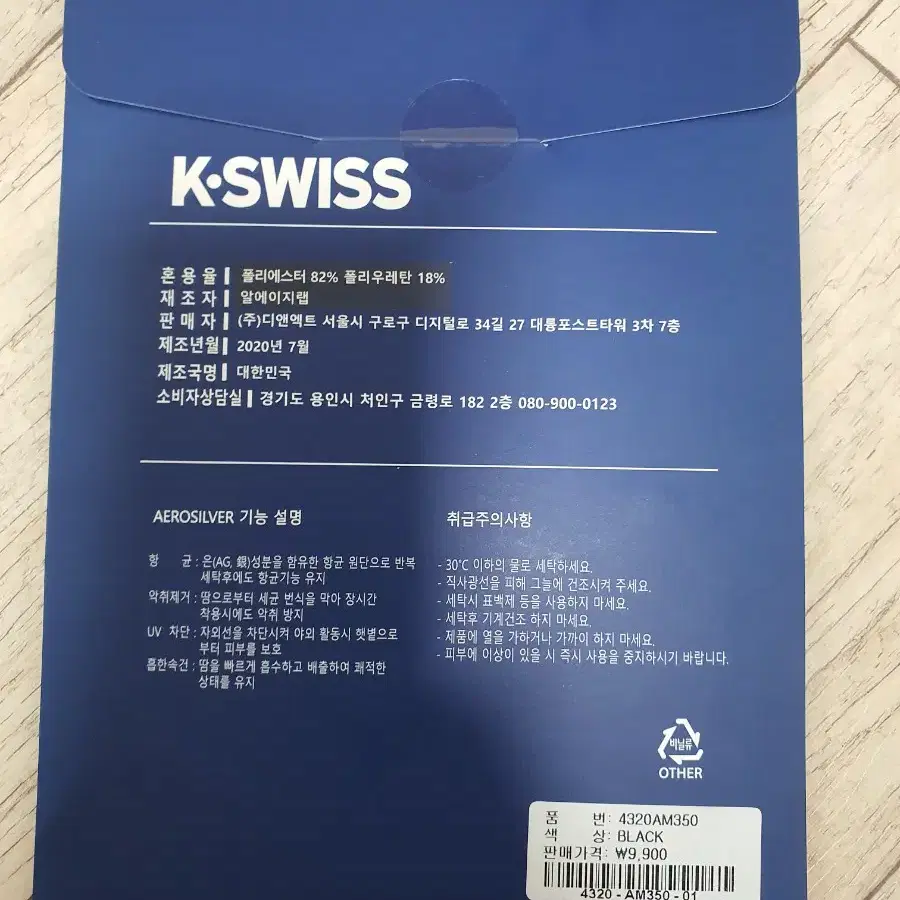 K·SWISS
혼용율 | 폴리에스터 82% 폴리우레탄 18%
재조자 | 알에이지랩
판매자 | (주)디앤액트 서울시 구로구 디지털로 34길 27 대륭포스트타워 3차 7층
제조년월 | 2020년 7월
제조국명 | 대한민국
소비자상담실 | 경기도 용인시 처인구 금령로 182 2층 080-900-0123
AEROSILVER 기능 설명
항 균 : 은(AG, 銀)성분을 함유한 항균 원단으로 반복
세탁후에도 항균기능 유지
악취제거 : 땀으로부터 세균 번식을 막아 장시간
착용시에도 악취 방지
UV 차단 : 자외선을 차단시켜 야외 활동시 햇볕으로
부터 피부를 보호
흡한속건 : 땀을 빠르게 흡수하고 배출하여 쾌적한
상태를 유지
취급주의사항
- 30°C 이하의 물로 세탁하세요.
- 직사광선을 피해 그늘에 건조시켜 주세요.
- 세탁시 표백제 등을 사용하지 마세요.
- 세탁후 기계건조 하지 마세요.
- 제품에 열을 가하거나 가까이 하지 마세요.
- 피부에 이상이 있을 시 즉시 사용을 중지하시기 바랍니다.
비닐류
OTHER
품 번: 4320AM350
색 상: BLACK
판매가격: ₩9,900
4320 - AM350 - 01